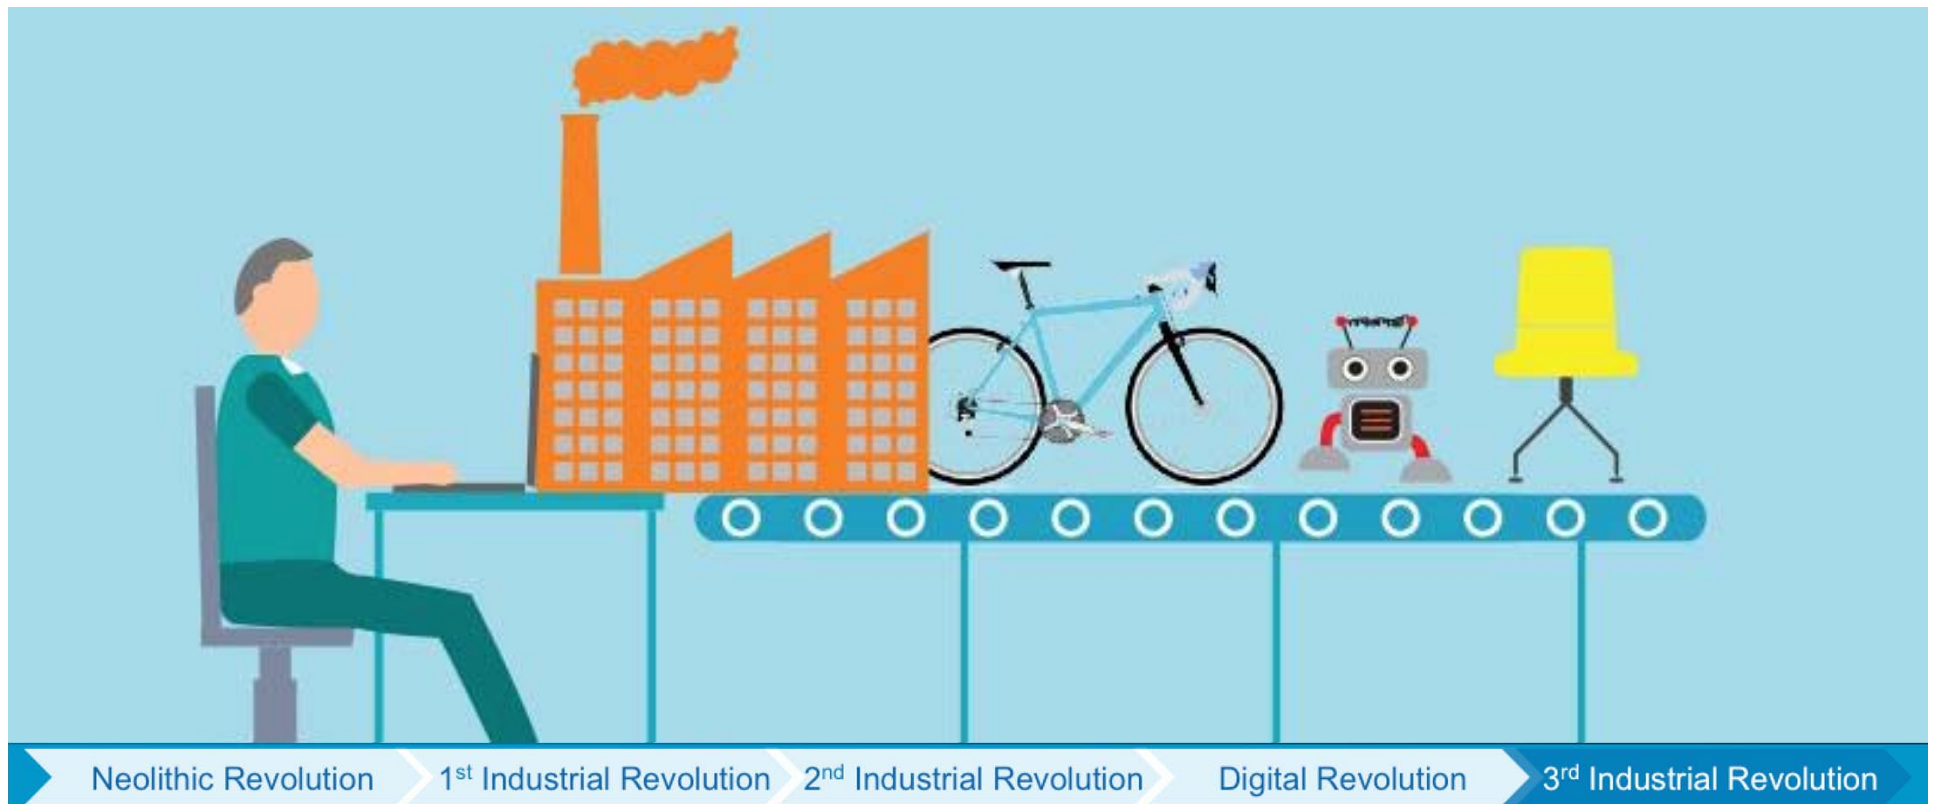 Neolithic Revolution
1st Industrial Revolution
2nd Industrial Revolution
Digital Revolution
3rd Industrial Revolution